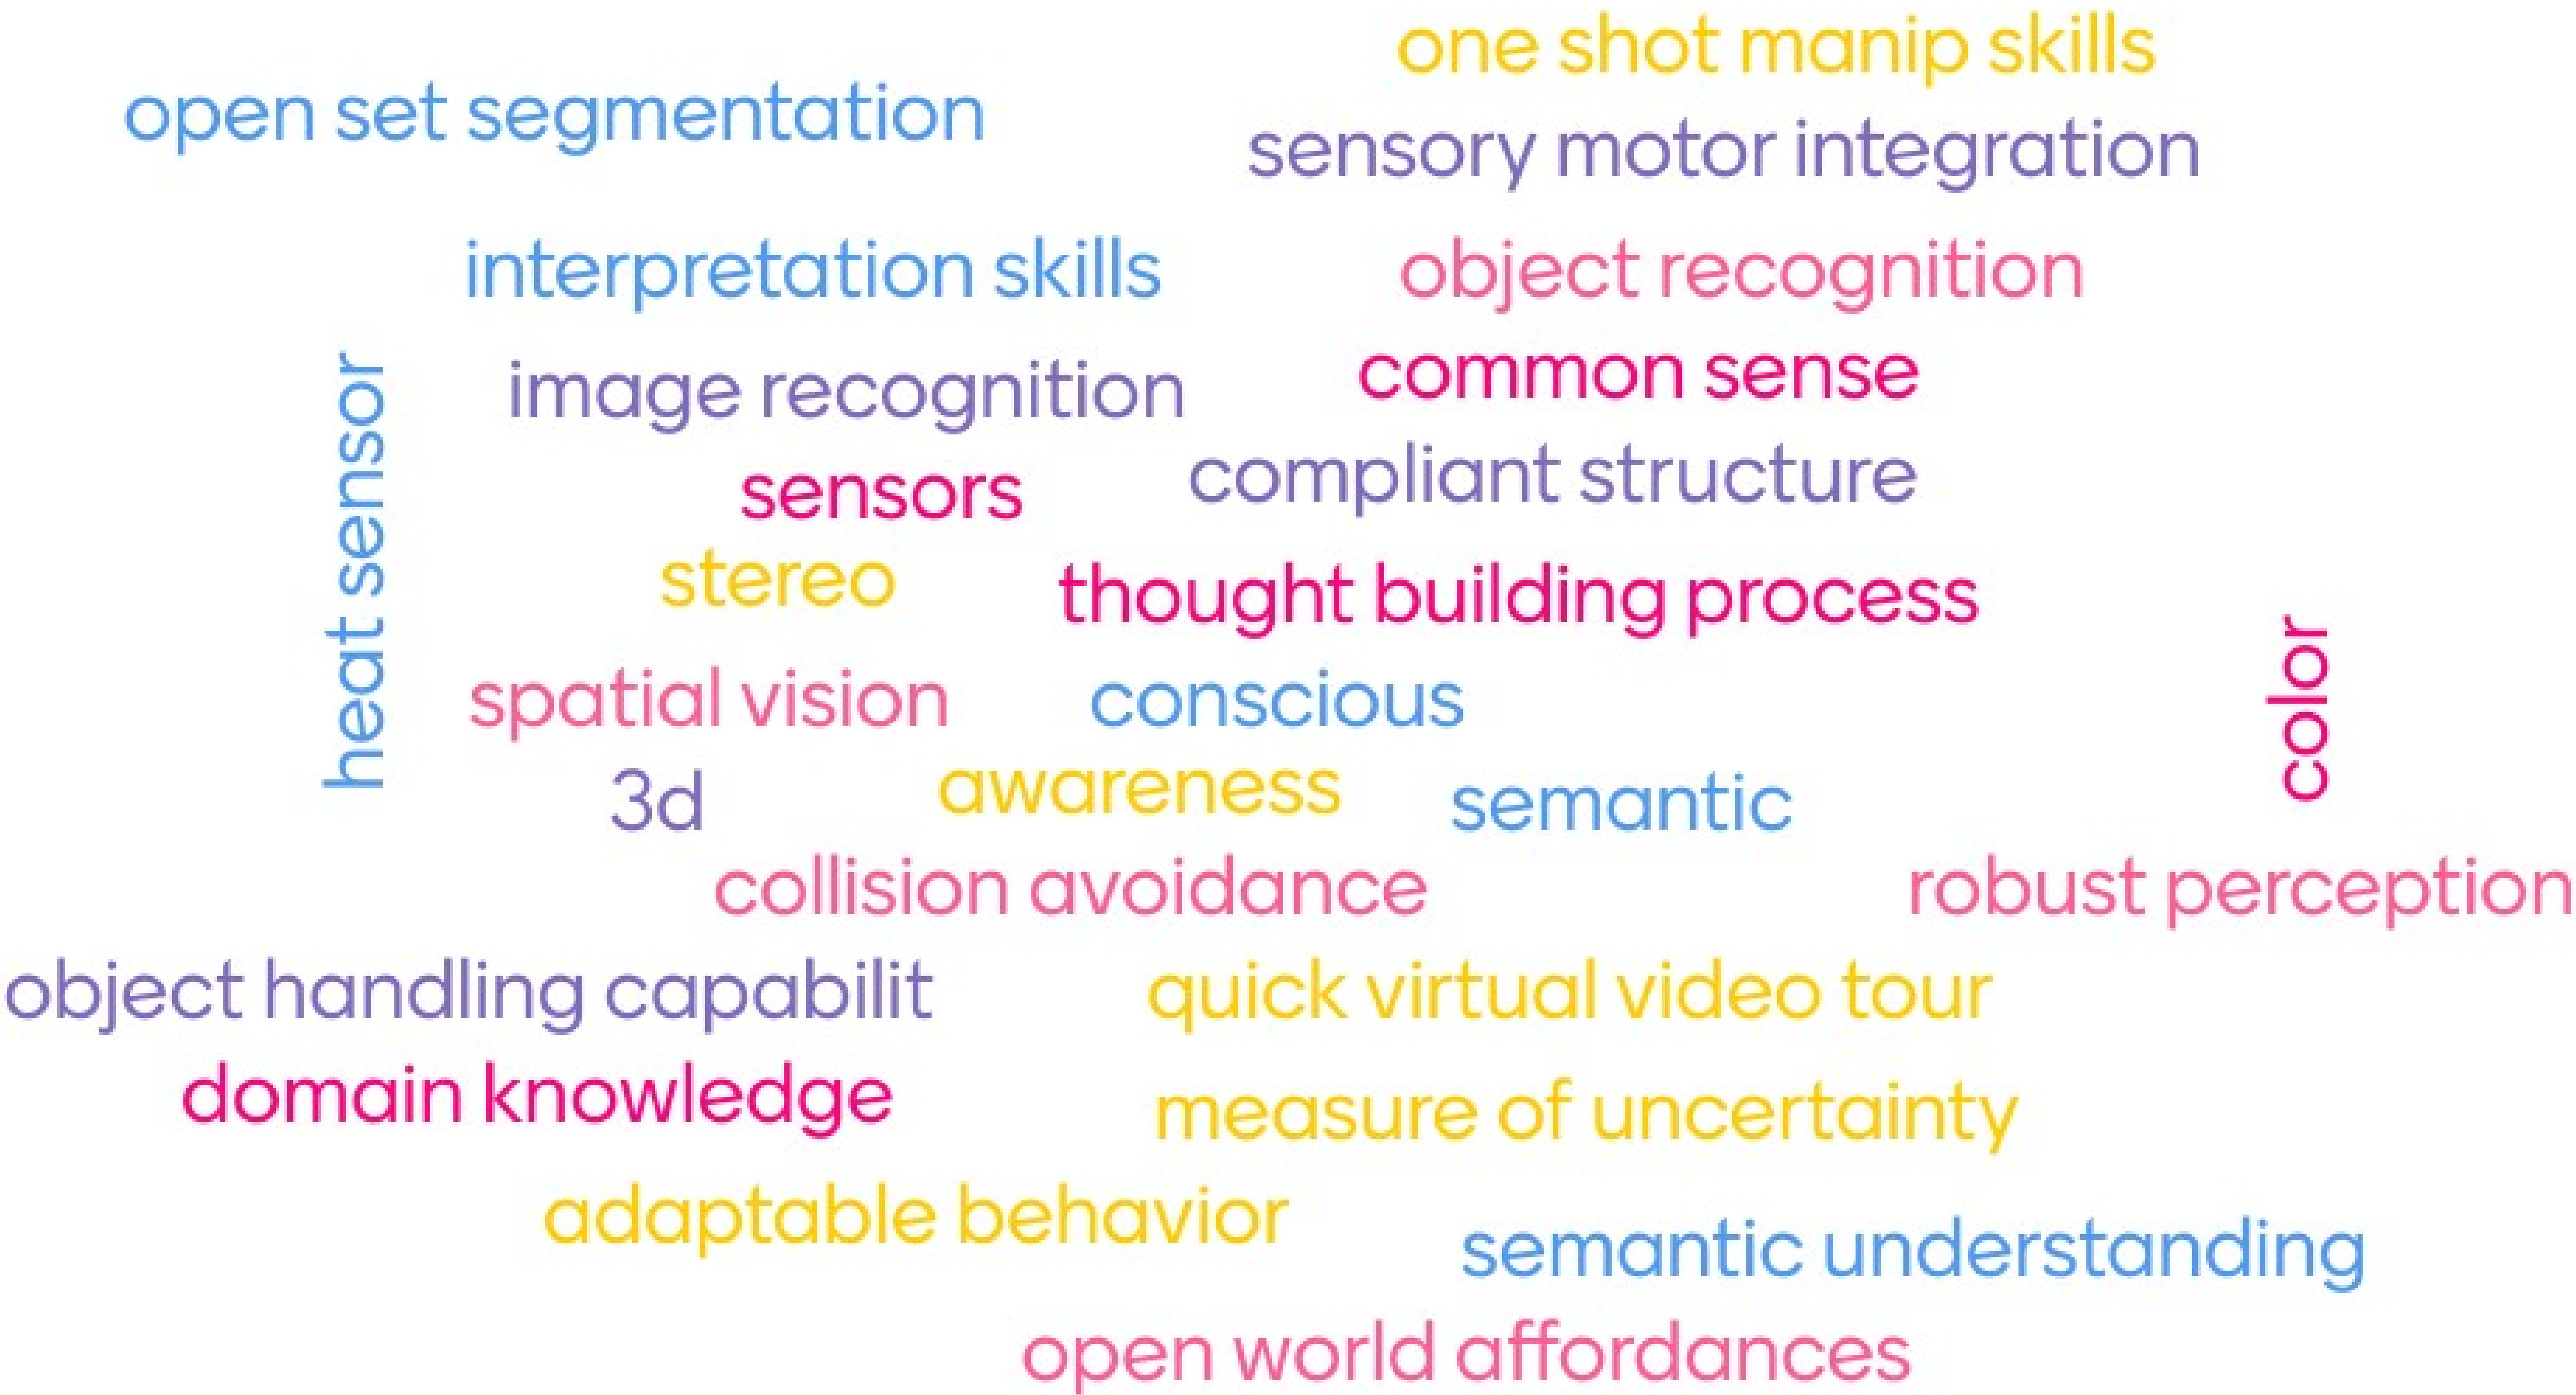 one shot manip skills
open set segmentation
sensory motor integration
interpretation skills
object recognition
heat sensor
image recognition
common sense
sensors
compliant structure
stereo
thought building process
color
spatial vision
conscious
3d
awareness
semantic
collision avoidance
robust perception
object handling capabilit
quick virtual video tour
domain knowledge
measure of uncertainty
adaptable behavior
semantic understanding
open world affordances